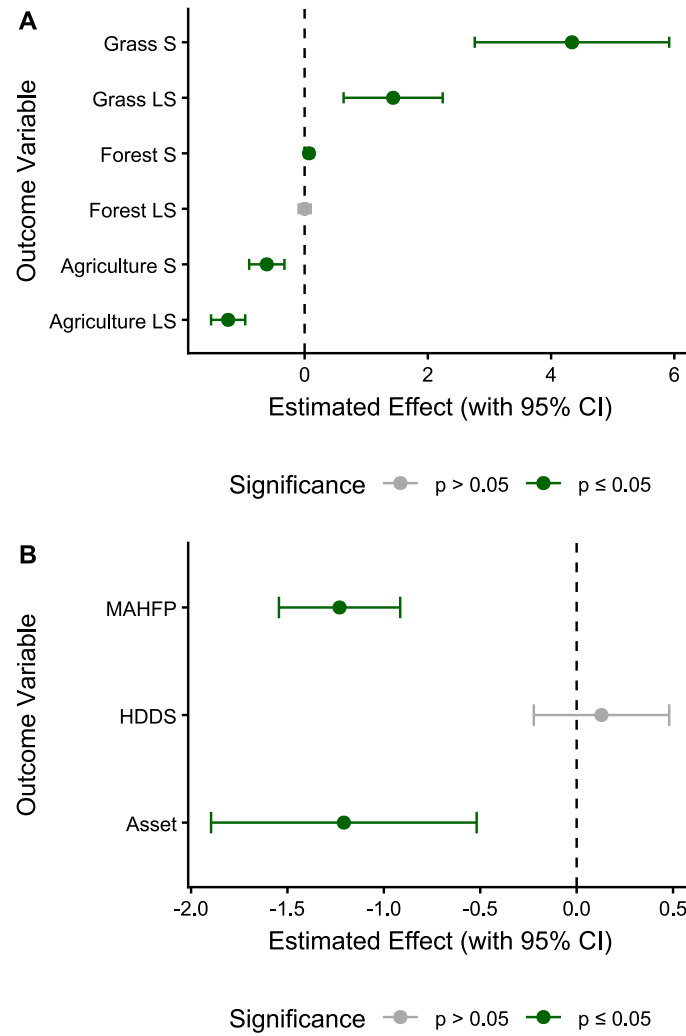 A
Outcome Variable
Grass S
Grass LS
Forest S
Forest LS
Agriculture S
Agriculture LS
0 2 4 6
Estimated Effect (with 95% CI)
Significance p > 0.05 p ≤ 0.05
B
Outcome Variable
MAHFP
HDDS
Asset
-2.0 -1.5 -1.0 -0.5 0.0 0.5
Estimated Effect (with 95% CI)
Significance p > 0.05 p ≤ 0.05